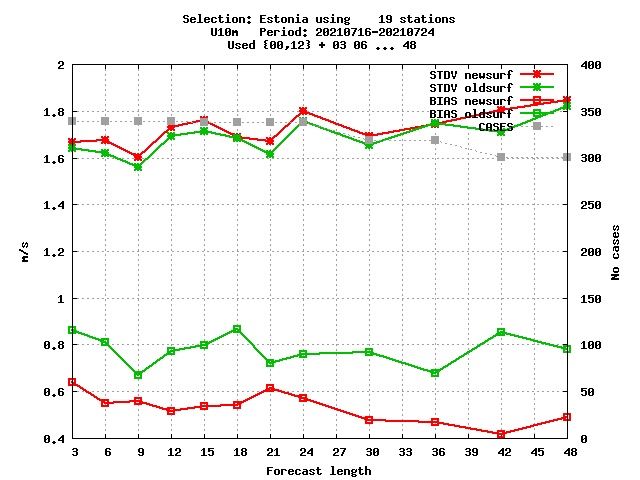 Selection: Estonia using    19 stations
U10m   Period: 20210716-20210724
Used {00,12} + 03 06 ... 48
STDV newsurf
STDV oldsurf
BIAS newsurf
BIAS oldsurf
CASES
2
1.8
1.6
1.4
1.2
1
0.8
0.6
0.4
m/s
400
350
300
250
200
150
100
50
0
No cases
3 6 9 12 15 18 21 24 27 30 33 36 39 42 45 48
Forecast length